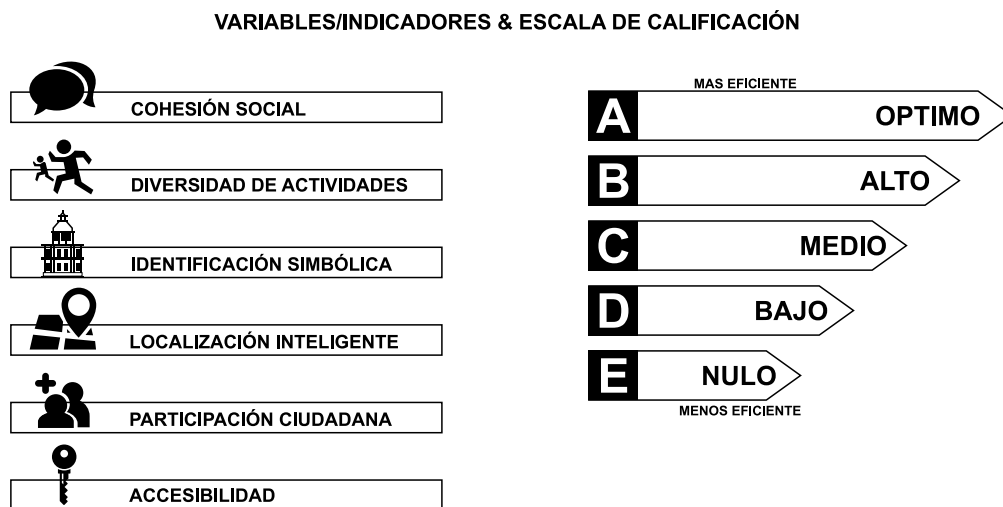 VARIABLES/INDICADORES & ESCALA DE CALIFICACIÓN
COHESIÓN SOCIAL
DIVERSIDAD DE ACTIVIDADES
IDENTIFICACIÓN SIMBÓLICA
LOCALIZACIÓN INTELIGENTE
PARTICIPACIÓN CIUDADANA
ACCESIBILIDAD
MAS EFICIENTE
A OPTIMO
B ALTO
C MEDIO
D BAJO
E NULO
MENOS EFICIENTE